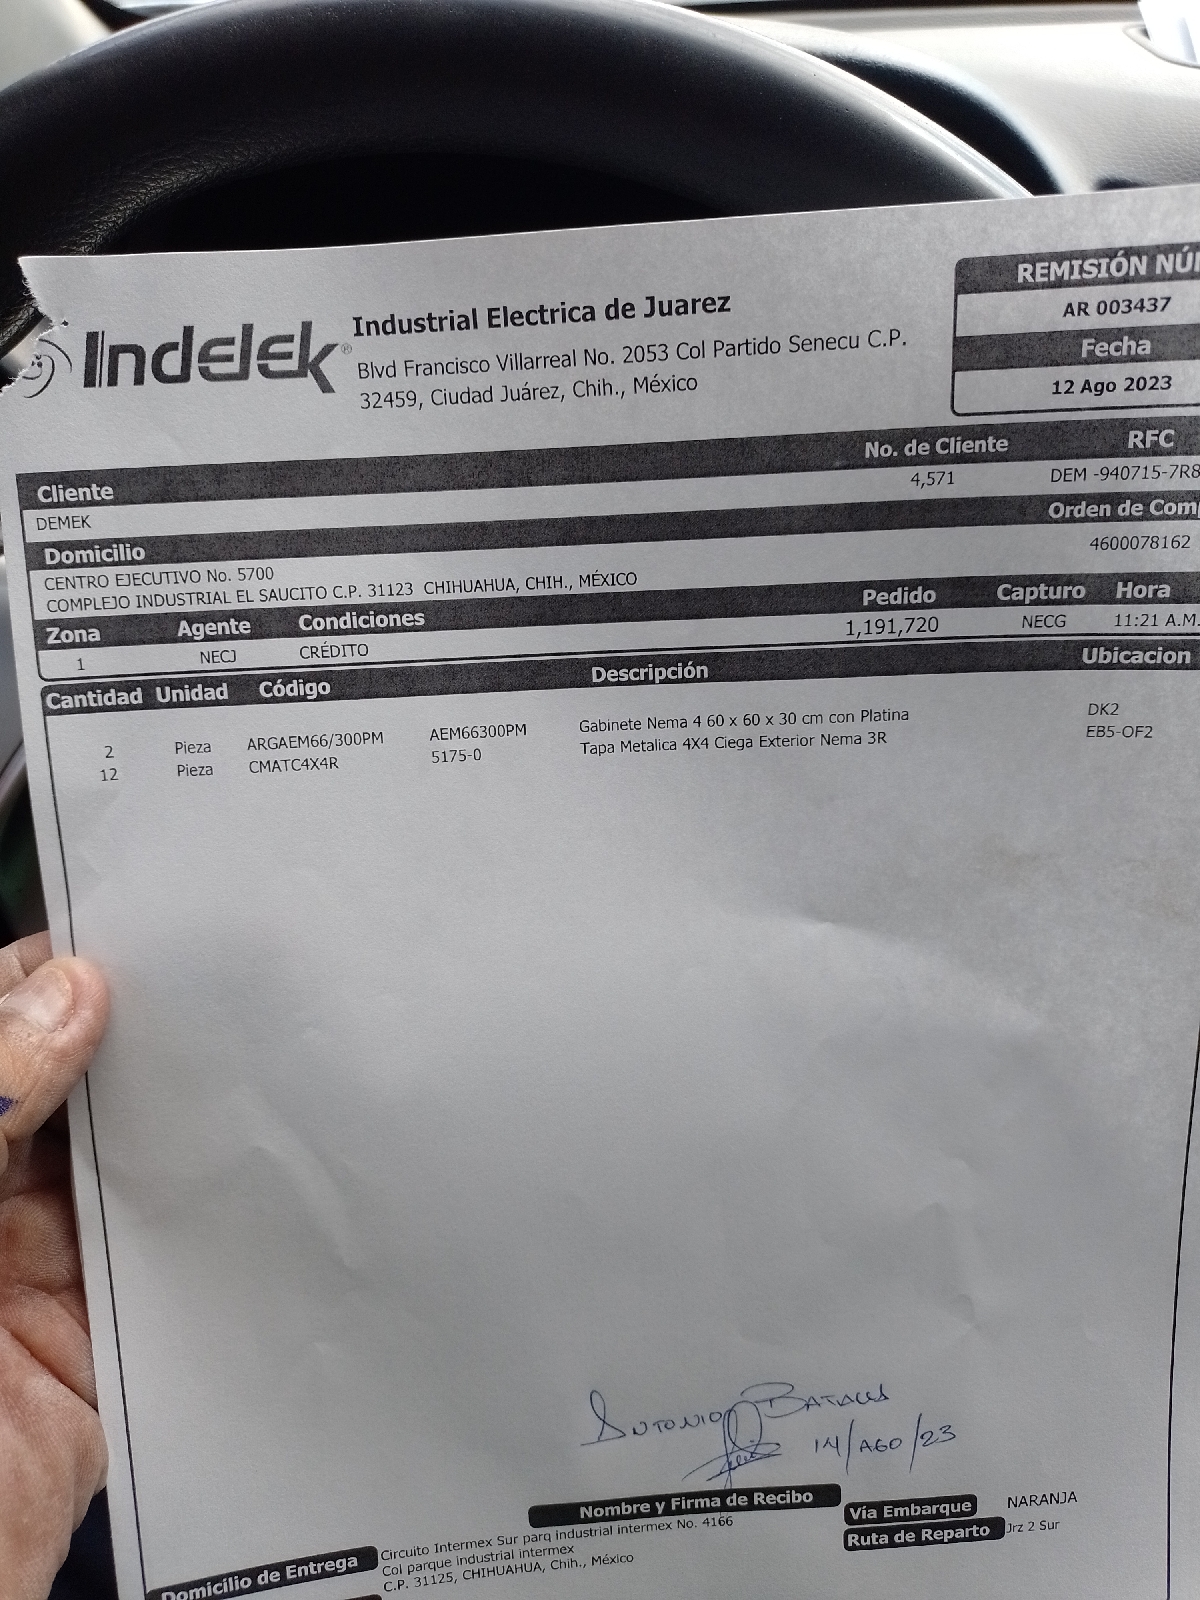 Indelek®
Industrial Electrica de Juarez
Blvd Francisco Villarreal No. 2053 Col Partido Senecu C.P.
32459, Ciudad Juárez, Chih., México
REMISIÓN NÚ
AR 003437
Fecha
12 Ago 2023
Cliente No. de Cliente RFC
DEMEK 4,571 DEM -940715-7R8
Domicilio Orden de Com
CENTRO EJECUTIVO No. 5700 4600078162
COMPLEJO INDUSTRIAL EL SAUCITO C.P. 31123 CHIHUAHUA, CHIH., MÉXICO
Zona Agente Condiciones Pedido Capturo Hora
1 NECJ CRÉDITO 1,191,720 NECG 11:21 A.M.
Cantidad Unidad Código Descripción Ubicacion
2 Pieza ARGAEM66/300PM AEM66300PM Gabinete Nema 4 60 x 60 x 30 cm con Platina DK2
12 Pieza CMATC4X4R 5175-0 Tapa Metalica 4X4 Ciega Exterior Nema 3R EB5-OF2
ANTONIO
14/AGO/23
Nombre y Firma de Recibo
Vía Embarque NARANJA
Ruta de Reparto Jrz 2 Sur
Domicilio de Entrega
Circuito Intermex Sur parq industrial intermex No. 4166
Col parque industrial intermex
C.P. 31125, CHIHUAHUA, Chih., México